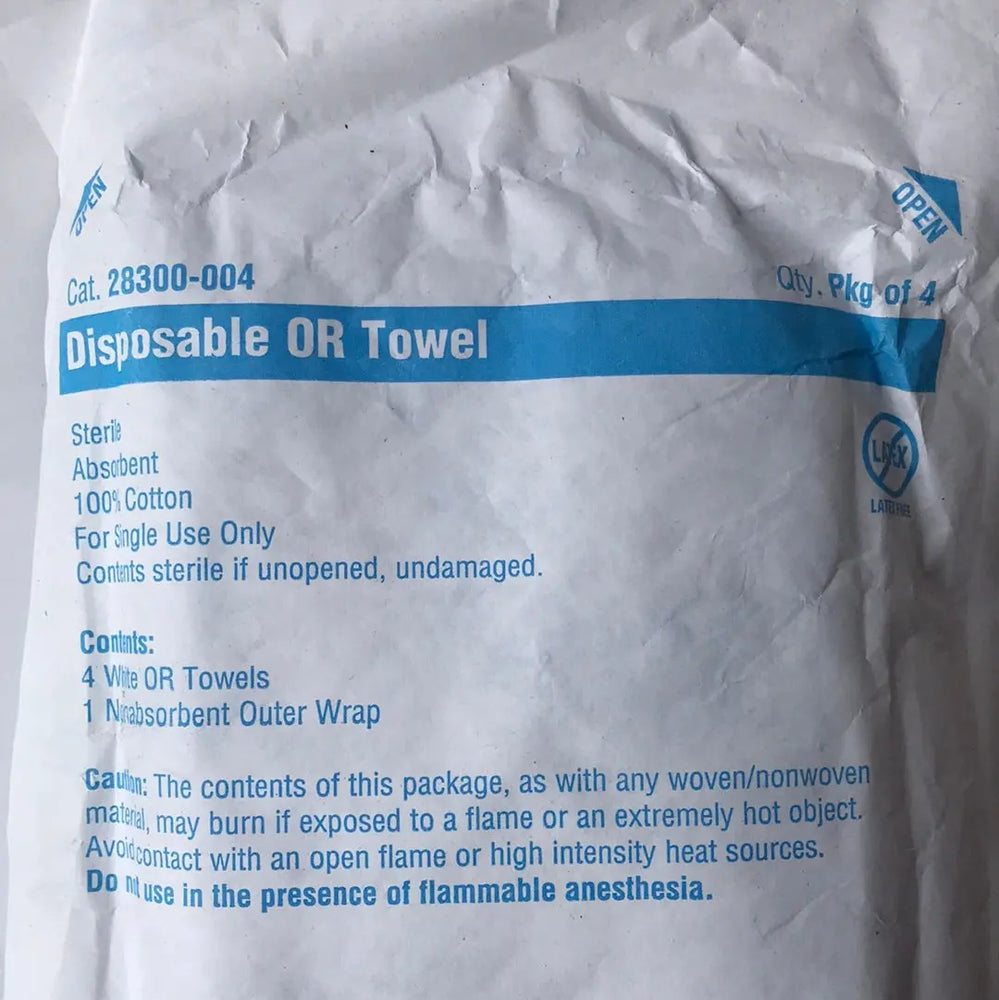 OPEN
OPEN
Cat. 28300-004
Qty. Pkg of 4
Disposable OR Towel
Sterile
Absorbent
100% Cotton
For Single Use Only
Contents sterile if unopened, undamaged.
LATEX
LATEX FREE
Contents:
4 White OR Towels
1 Nonabsorbent Outer Wrap
Caution: The contents of this package, as with any woven/nonwoven
material, may burn if exposed to a flame or an extremely hot object.
Avoid contact with an open flame or high intensity heat sources.
Do not use in the presence of flammable anesthesia.